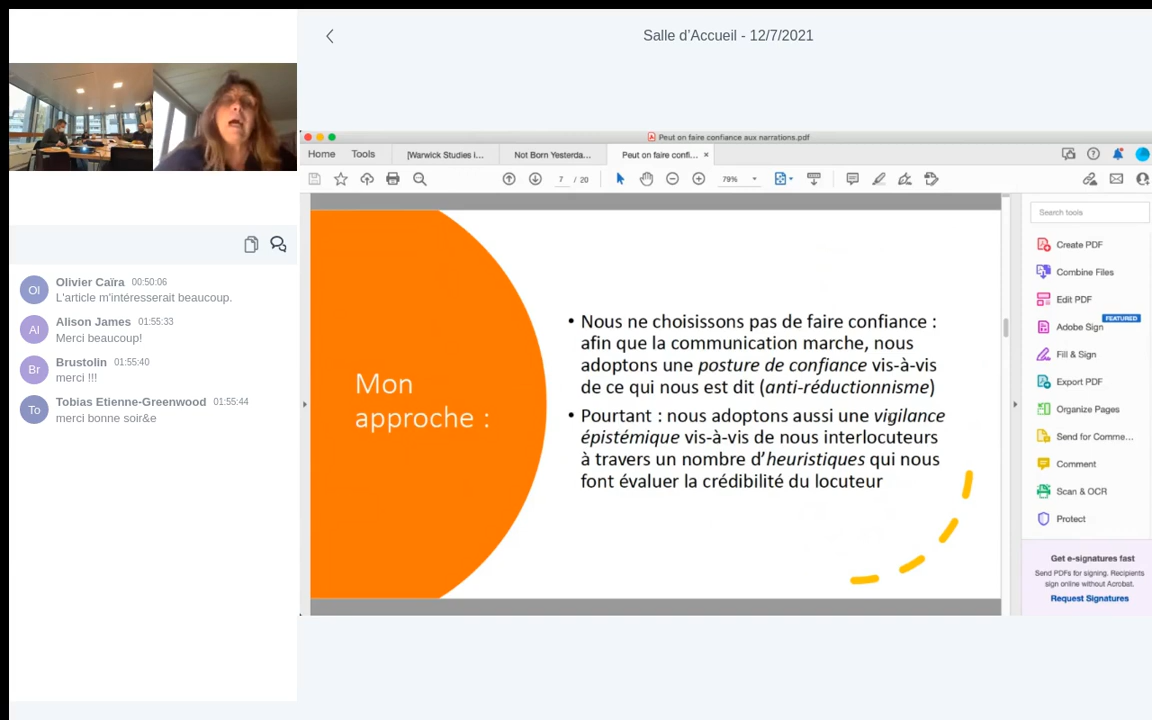 Salle d'Accueil - 12/7/2021
Olivier Caïra 00:50:06
L'article m'intéresserait beaucoup.
Alison James 01:55:33
Merci beaucoup!
Brustolin 01:55:40
merci !!!
Tobias Etienne-Greenwood 01:55:44
merci bonne soir&e
Ol
Al
Br
To
Peut on faire confiance aux narrations.pdf
Home Tools [Warwick Studies i... Not Born Yesterda... Peut on faire confi... ×
7 / 20 79%
Mon
approche :
• Nous ne choisissons pas de faire confiance :
afin que la communication marche, nous
adoptons une posture de confiance vis-à-vis
de ce qui nous est dit (anti-réductionnisme)
• Pourtant : nous adoptons aussi une vigilance
épistémique vis-à-vis de nous interlocuteurs
à travers un nombre d'heuristiques qui nous
font évaluer la crédibilité du locuteur
Search tools
Create PDF
Combine Files
Edit PDF
FEATURED
Adobe Sign
Fill & Sign
Export PDF
Organize Pages
Send for Comme...
Comment
Scan & OCR
Protect
Get e-signatures fast
Send PDFs for signing. Recipients
sign online without Acrobat.
Request Signatures